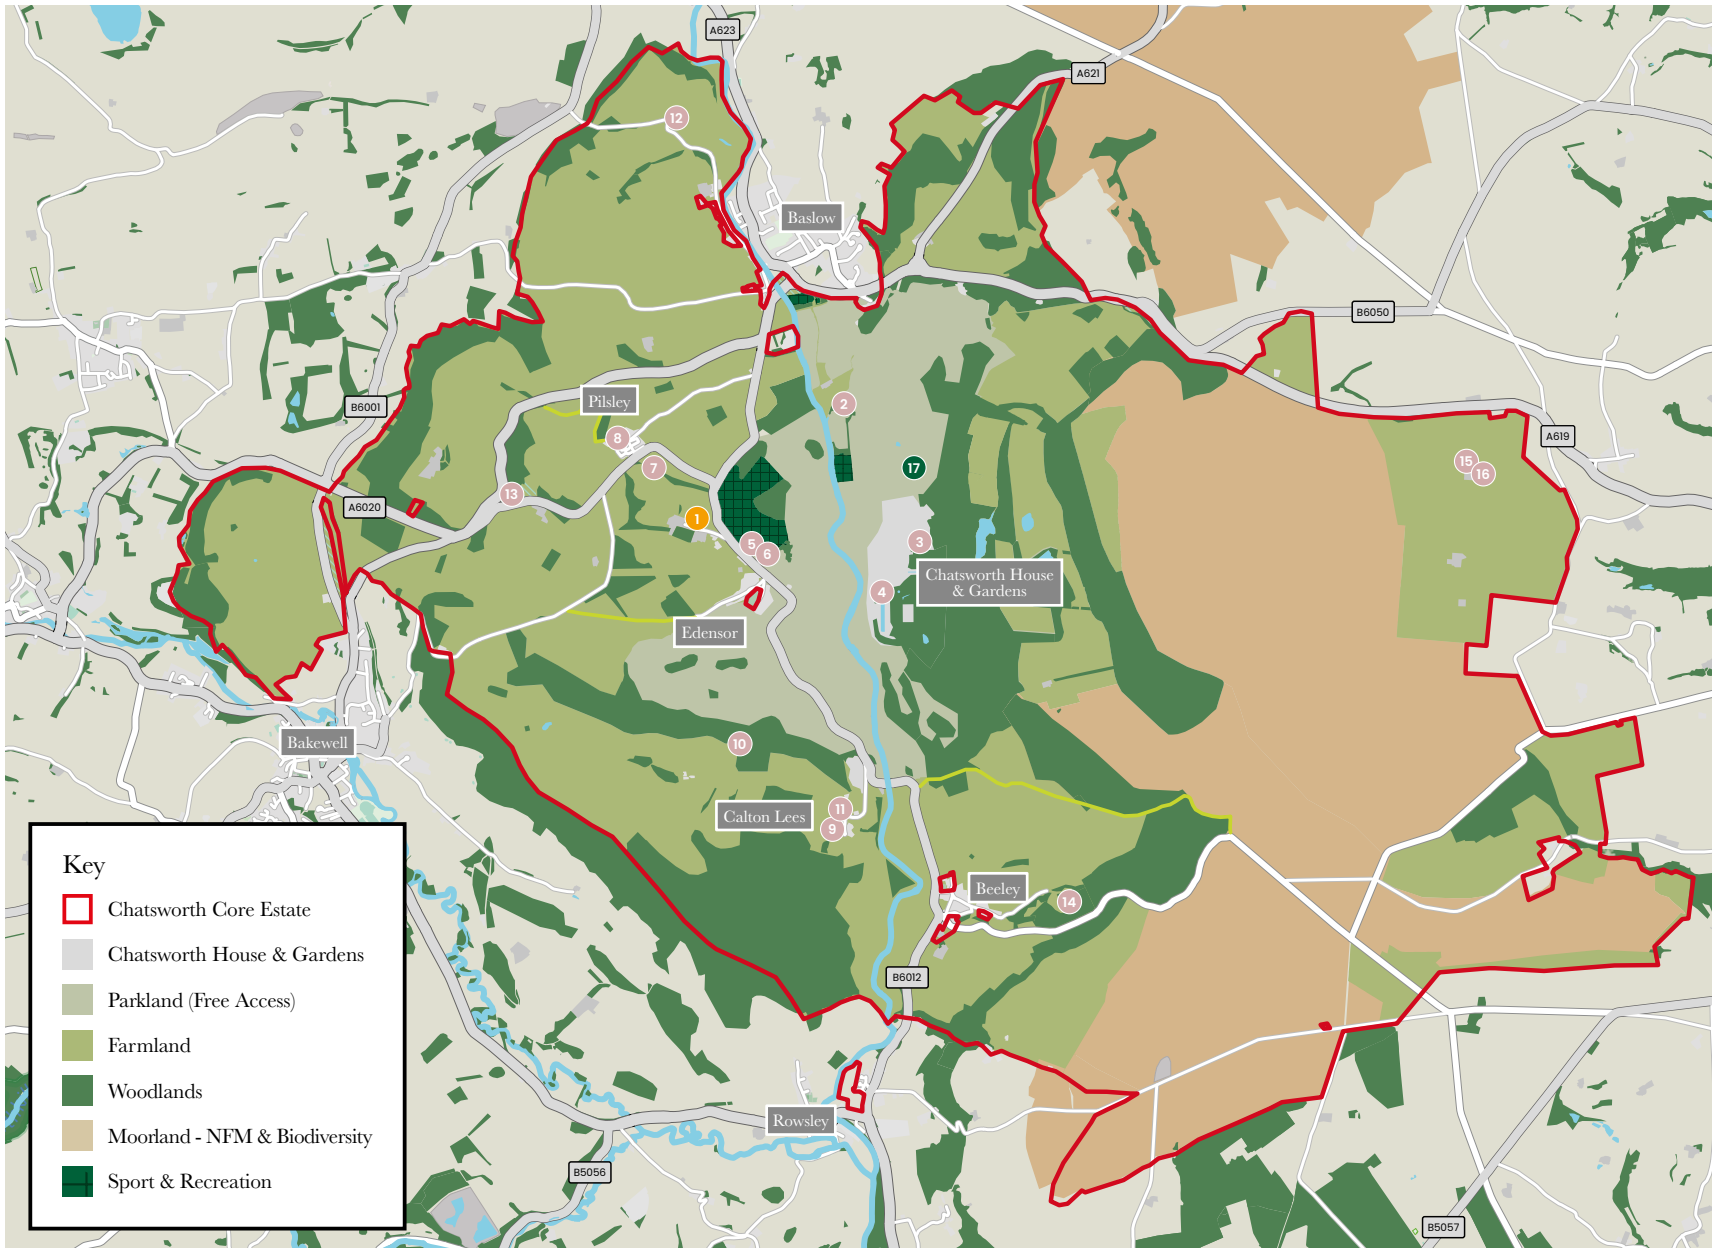 A623
A621
12
Baslow
B6050
Pilsley
2
B6001
8
A619
7
17
15
16
13
A6020
1
5
6
3
Chatsworth House
& Gardens
4
Edensor
Bakewell
10
Calton Lees
11
9
Beeley
14
B6012
Rowsley
B5056
B5057
Key
Chatsworth Core Estate
Chatsworth House & Gardens
Parkland (Free Access)
Farmland
Woodlands
Moorland - NFM & Biodiversity
Sport & Recreation